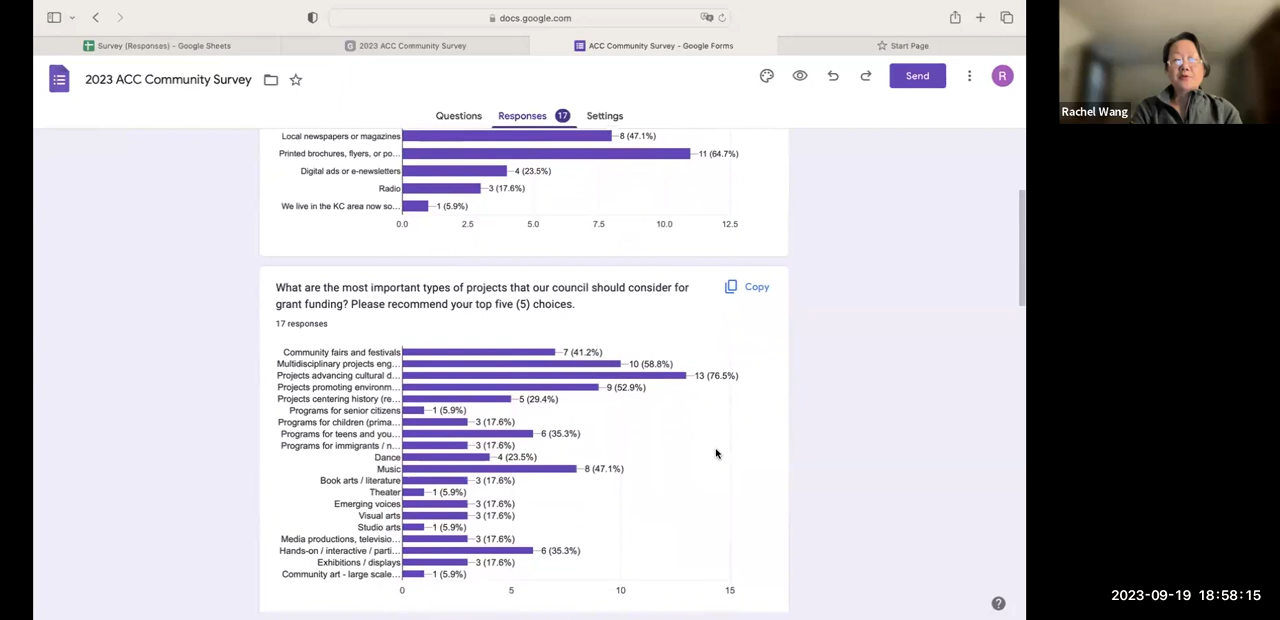 docs.google.com
Survey (Responses) - Google Sheets
2023 ACC Community Survey
ACC Community Survey - Google Forms
Start Page
2023 ACC Community Survey
Send
R
Questions
Responses 17
Settings
Local newspapers or magazines 8 (47.1%)
Printed brochures, flyers, or po... 11 (64.7%)
Digital ads or e-newsletters 4 (23.5%)
Radio 3 (17.6%)
We live in the KC area now so... 1 (5.9%)
0.0 2.5 5.0 7.5 10.0 12.5
What are the most important types of projects that our council should consider for
grant funding? Please recommend your top five (5) choices.
Copy
17 responses
Community fairs and festivals 7 (41.2%)
Multidisciplinary projects eng... 10 (58.8%)
Projects advancing cultural d... 13 (76.5%)
Projects promoting environm... 9 (52.9%)
Projects centering history (re... 5 (29.4%)
Programs for senior citizens 1 (5.9%)
Programs for children (prima... 3 (17.6%)
Programs for teens and you... 6 (35.3%)
Programs for immigrants / n... 3 (17.6%)
Dance 4 (23.5%)
Music 8 (47.1%)
Book arts / literature 3 (17.6%)
Theater 1 (5.9%)
Emerging voices 3 (17.6%)
Visual arts 3 (17.6%)
Studio arts 1 (5.9%)
Media productions, televisio... 3 (17.6%)
Hands-on / interactive / parti... 6 (35.3%)
Exhibitions / displays 3 (17.6%)
Community art - large scale... 1 (5.9%)
0 5 10 15
Rachel Wang
2023-09-19 18:58:15